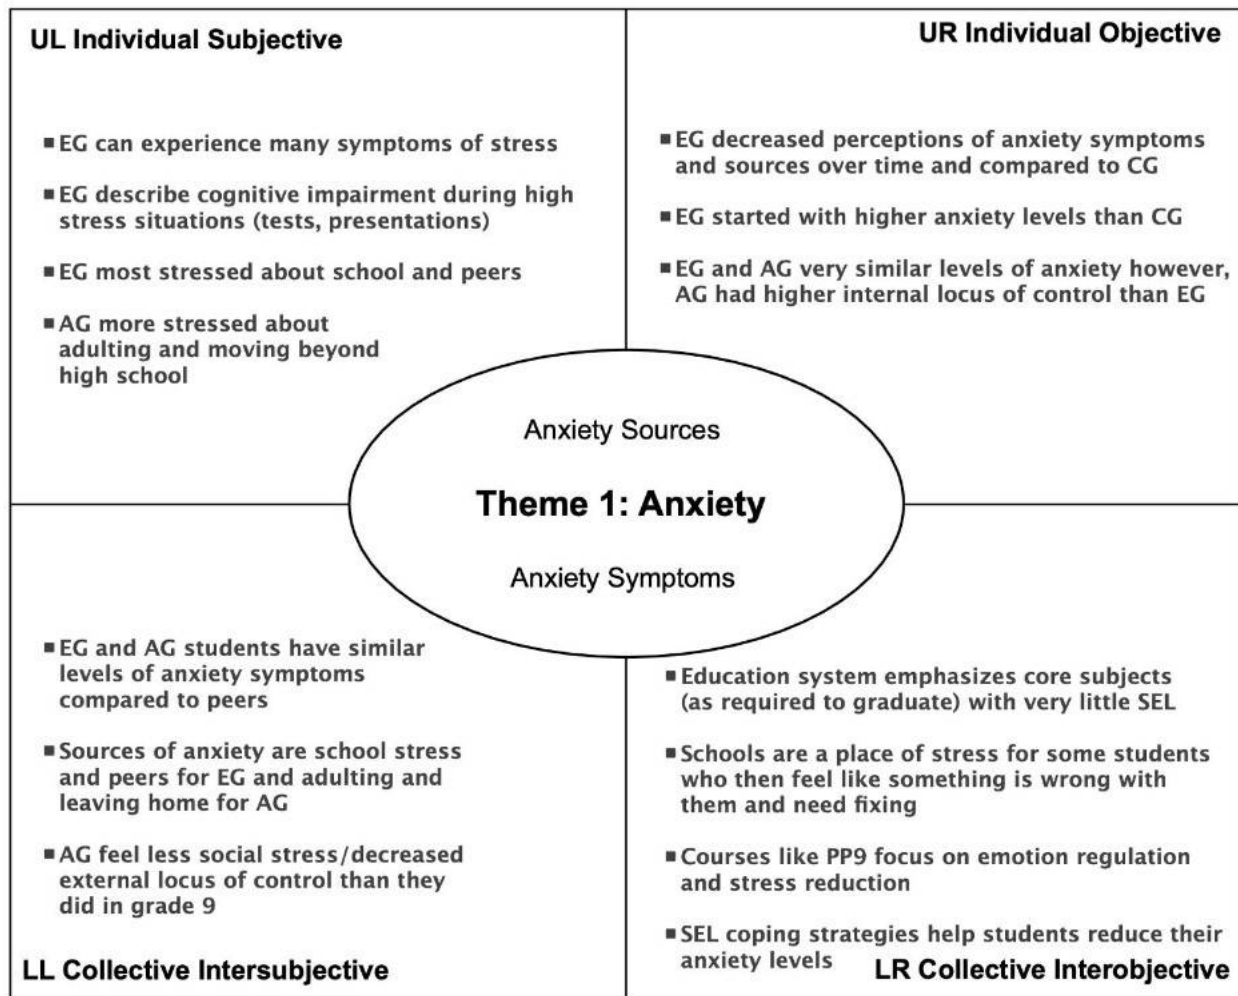 UL Individual Subjective
■ EG can experience many symptoms of stress
■ EG describe cognitive impairment during high
stress situations (tests, presentations)
■ EG most stressed about school and peers
■ AG more stressed about
adulting and moving beyond
high school
UR Individual Objective
■ EG decreased perceptions of anxiety symptoms
and sources over time and compared to CG
■ EG started with higher anxiety levels than CG
■ EG and AG very similar levels of anxiety however,
AG had higher internal locus of control than EG
Anxiety Sources
Theme 1: Anxiety
Anxiety Symptoms
■ EG and AG students have similar
levels of anxiety symptoms
compared to peers
■ Sources of anxiety are school stress
and peers for EG and adulting and
leaving home for AG
■ AG feel less social stress/decreased
external locus of control than they
did in grade 9
LL Collective Intersubjective
■ Education system emphasizes core subjects
(as required to graduate) with very little SEL
■ Schools are a place of stress for some students
who then feel like something is wrong with
them and need fixing
■ Courses like PP9 focus on emotion regulation
and stress reduction
■ SEL coping strategies help students reduce their
anxiety levels
LR Collective Interobjective